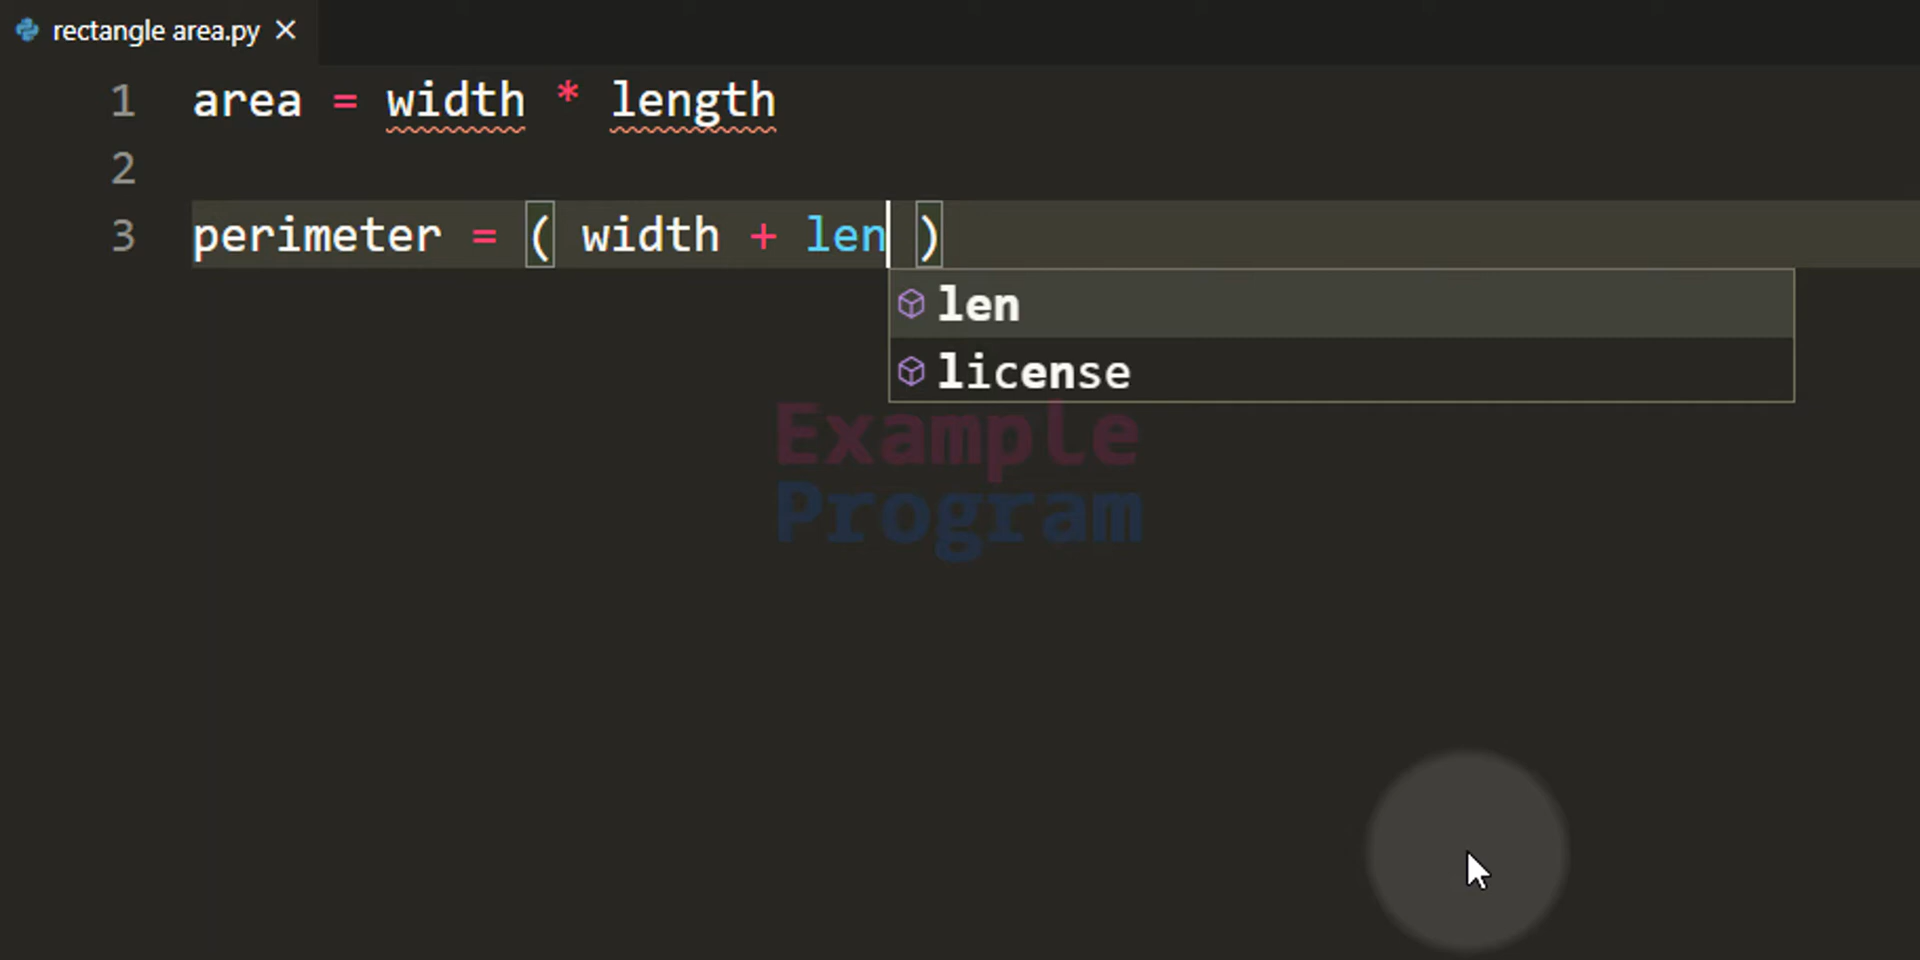 rectangle area.py
1 area = width * length
2
3 perimeter = ( width + len )
len
license
Example
Program